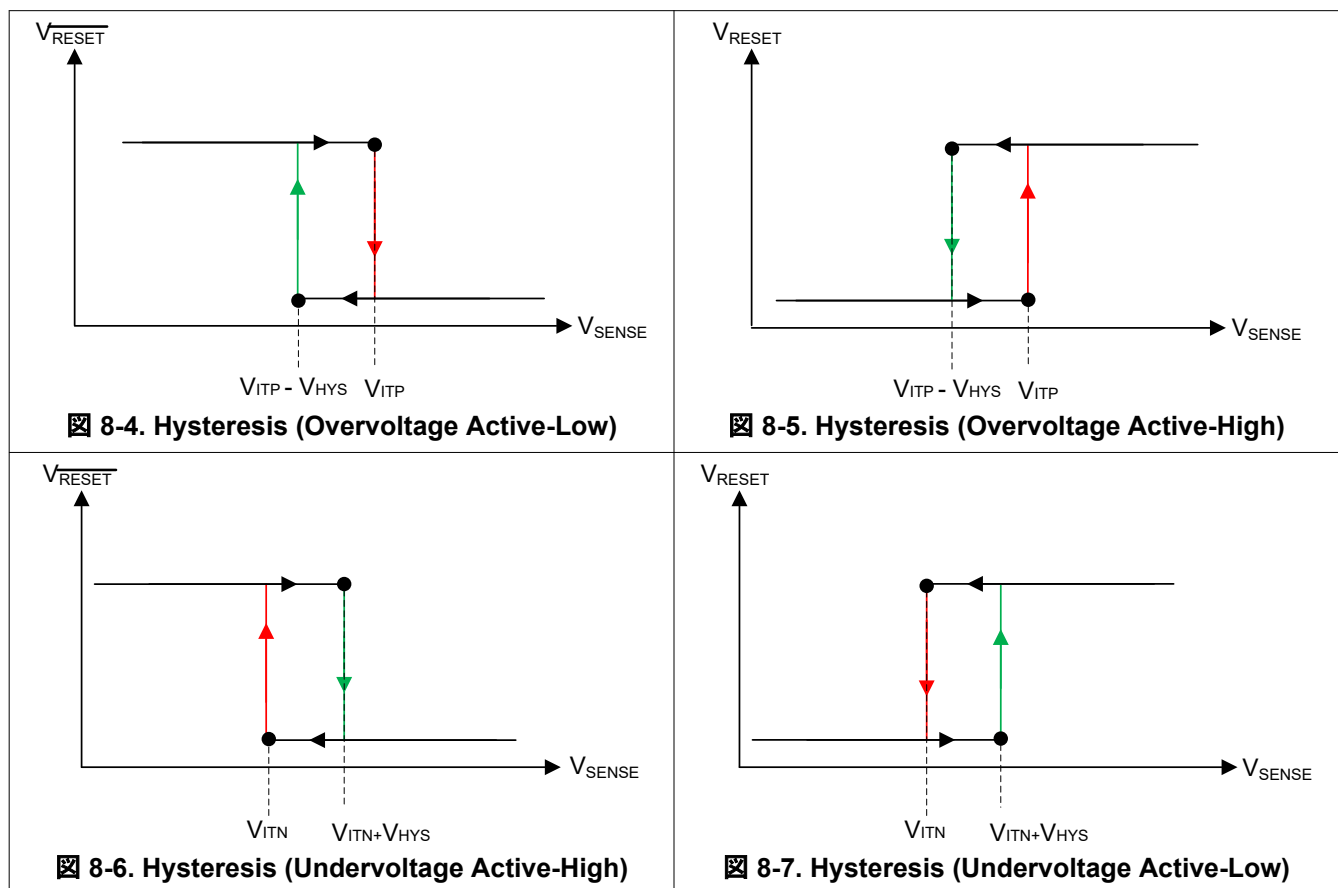 VRESET
VSENSE
VITP - VHYS VITP
図 8-4. Hysteresis (Overvoltage Active-Low)
VRESET
VSENSE
VITP - VHYS VITP
図 8-5. Hysteresis (Overvoltage Active-High)
VRESET
VSENSE
VITN VITN+VHYS
図 8-6. Hysteresis (Undervoltage Active-High)
VRESET
VSENSE
VITN VITN+VHYS
図 8-7. Hysteresis (Undervoltage Active-Low)